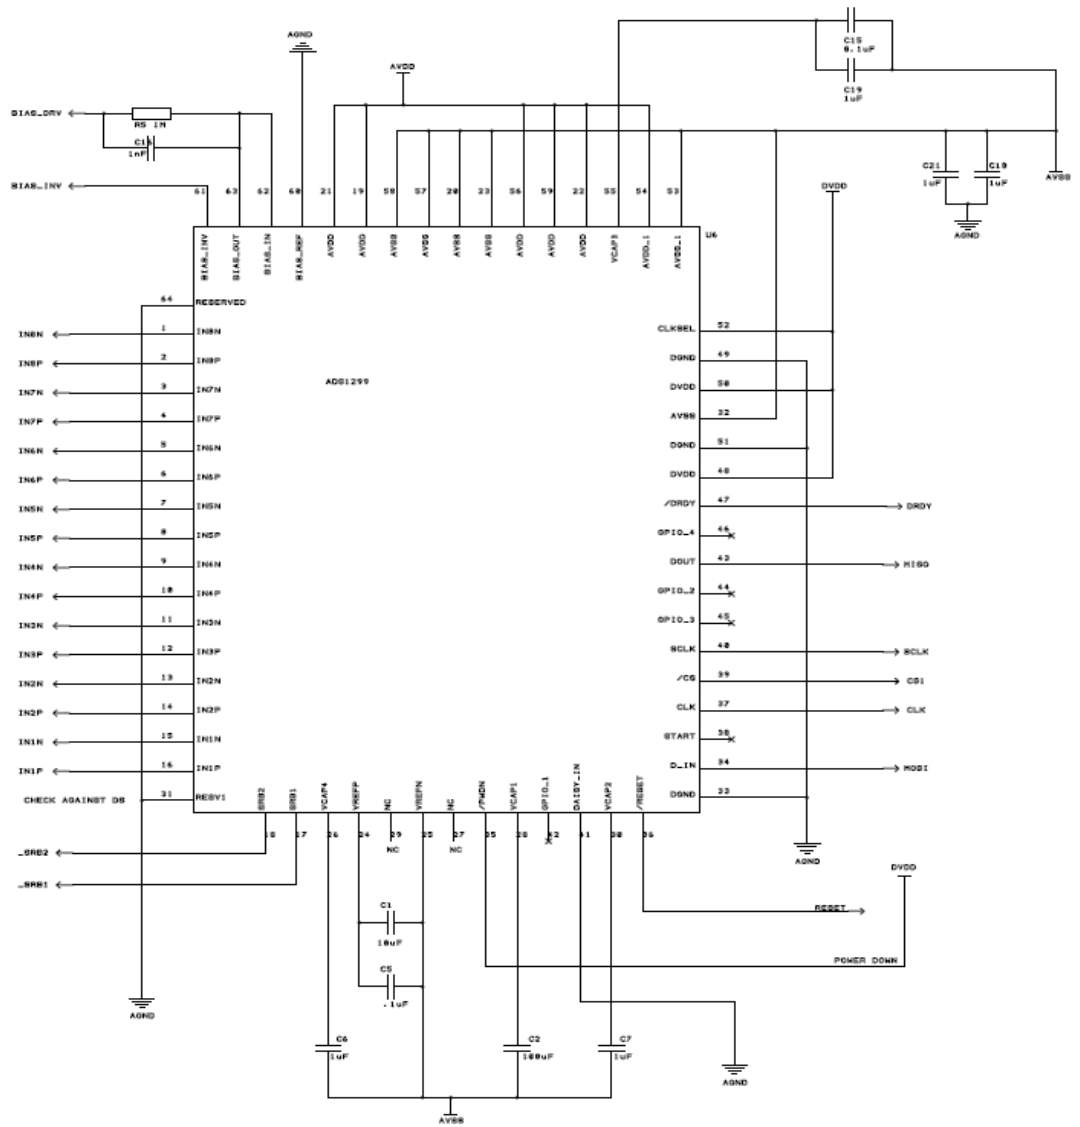 AGND
C15
0.1uF
AVDD
C19
1uF
BIAS_DRV
R5 1M
C16
1nF
BIAS_INV
61 63 62 60 21 19 58 57 20 23 56 59 22 55 54 53
C21
1uF
C18
1uF
AVSS
DVDD
AGND
U6
BIAS_INV
BIAS_OUT
BIAS_IN
BIAS_REF
AVDD
AVDD
AVSS
AVSS
AVSS
AVSS
AVDD
AVDD
AVDD
VCAP3
AVDD_1
AVSS_1
64 RESERVED
IN8N 1 IN8N
IN8P 2 IN8P
IN7N 3 IN7N
IN7P 4 IN7P
IN6N 5 IN6N
IN6P 6 IN6P
IN5N 7 IN5N
IN5P 8 IN5P
IN4N 9 IN4N
IN4P 10 IN4P
IN3N 11 IN3N
IN3P 12 IN3P
IN2N 13 IN2N
IN2P 14 IN2P
IN1N 15 IN1N
IN1P 16 IN1P
CHECK AGAINST DS 31 RESV1
ADS1299
CLKSEL 52
DGND 49
DVDD 50
AVSS 32
DGND 51
DVDD 48
/DRDY 47 DRDY
GPIO_4 46
DOUT 43 MISO
GPIO_2 44
GPIO_3 45
SCLK 40 SCLK
/CS 39 CS1
CLK 37 CLK
START 38
D_IN 34 MOSI
DGND 33
SRB2
SRB1
VCAP4
VREFP
NC
VREFN
NC
/PWDN
VCAP1
GPIO_1
DAISY_IN
VCAP2
/RESET
18 17 26 24 29 25 27 35 28 42 41 30 36
NC NC
_SRB2
_SRB1
AGND
DVDD
RESET
C1
10uF
POWER DOWN
C5
.1uF
AGND
C6
1uF
C2
100uF
C7
1uF
AGND
AVSS